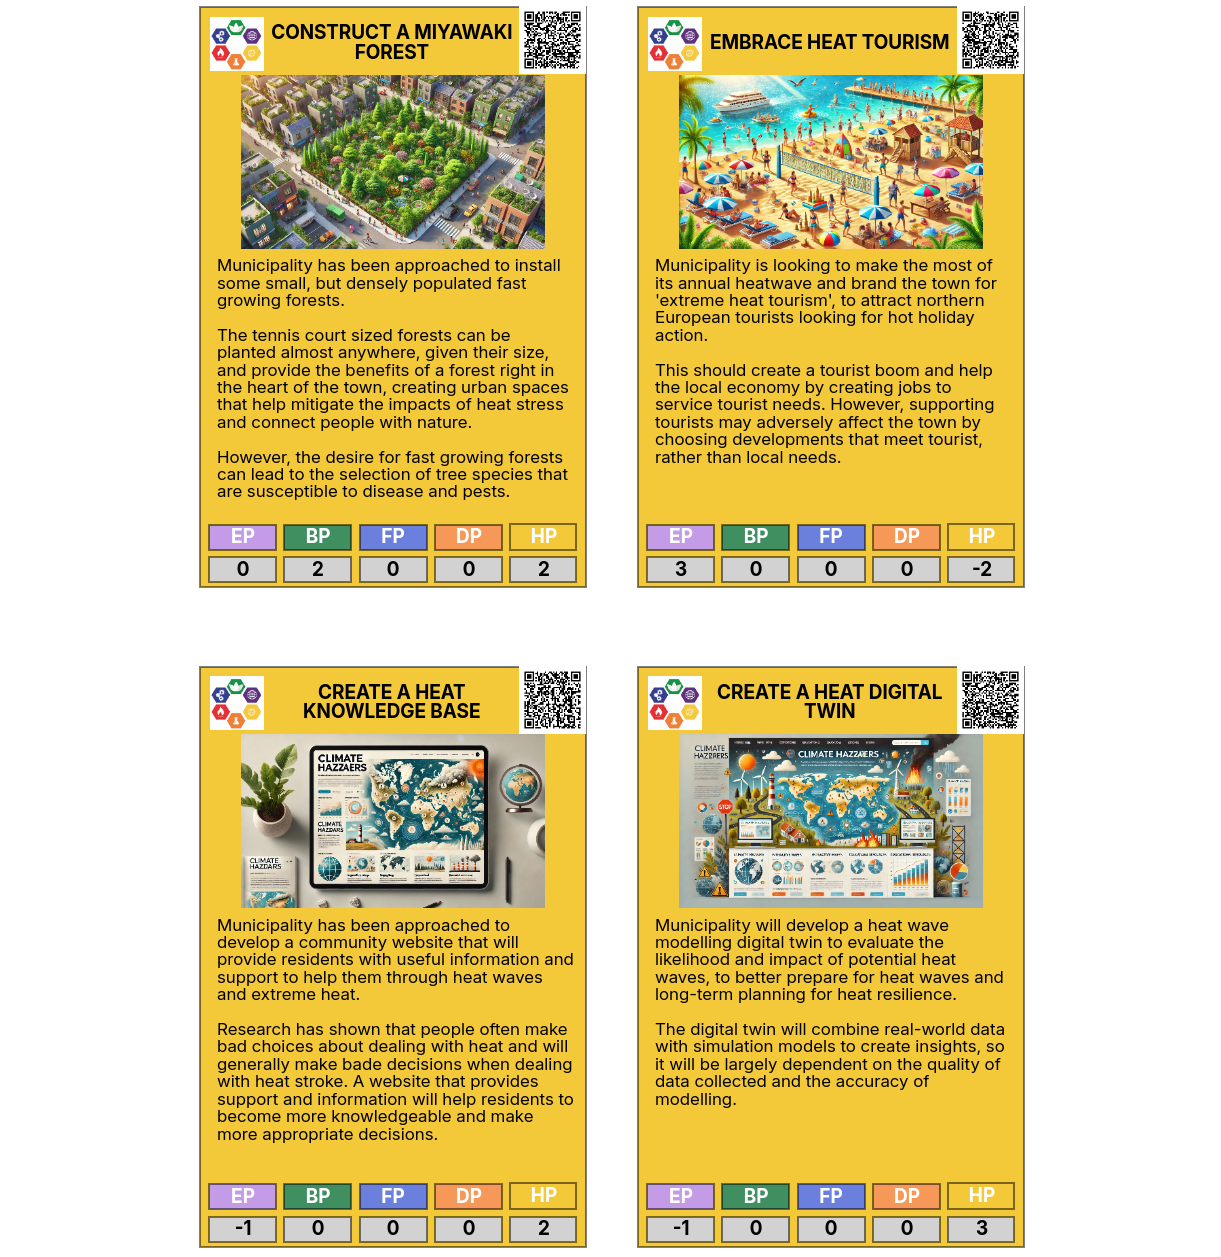 CONSTRUCT A MIYAWAKI
FOREST
Municipality has been approached to install
some small, but densely populated fast
growing forests.
The tennis court sized forests can be
planted almost anywhere, given their size,
and provide the benefits of a forest right in
the heart of the town, creating urban spaces
that help mitigate the impacts of heat stress
and connect people with nature.
However, the desire for fast growing forests
can lead to the selection of tree species that
are susceptible to disease and pests.
EP BP FP DP HP
0 2 0 0 2
EMBRACE HEAT TOURISM
Municipality is looking to make the most of
its annual heatwave and brand the town for
'extreme heat tourism', to attract northern
European tourists looking for hot holiday
action.
This should create a tourist boom and help
the local economy by creating jobs to
service tourist needs. However, supporting
tourists may adversely affect the town by
choosing developments that meet tourist,
rather than local needs.
EP BP FP DP HP
3 0 0 0 -2
CREATE A HEAT
KNOWLEDGE BASE
CLIMATE
HAZZAERS
CLIMATE
CLIMATE
HAZDARS
Municipality has been approached to
develop a community website that will
provide residents with useful information and
support to help them through heat waves
and extreme heat.
Research has shown that people often make
bad choices about dealing with heat and will
generally make bade decisions when dealing
with heat stroke. A website that provides
support and information will help residents to
become more knowledgeable and make
more appropriate decisions.
EP BP FP DP HP
-1 0 0 0 2
CREATE A HEAT DIGITAL
TWIN
CLIMATE
CLIMATE
STOP
Municipality will develop a heat wave
modelling digital twin to evaluate the
likelihood and impact of potential heat
waves, to better prepare for heat waves and
long-term planning for heat resilience.
The digital twin will combine real-world data
with simulation models to create insights, so
it will be largely dependent on the quality of
data collected and the accuracy of
modelling.
EP BP FP DP HP
-1 0 0 0 3